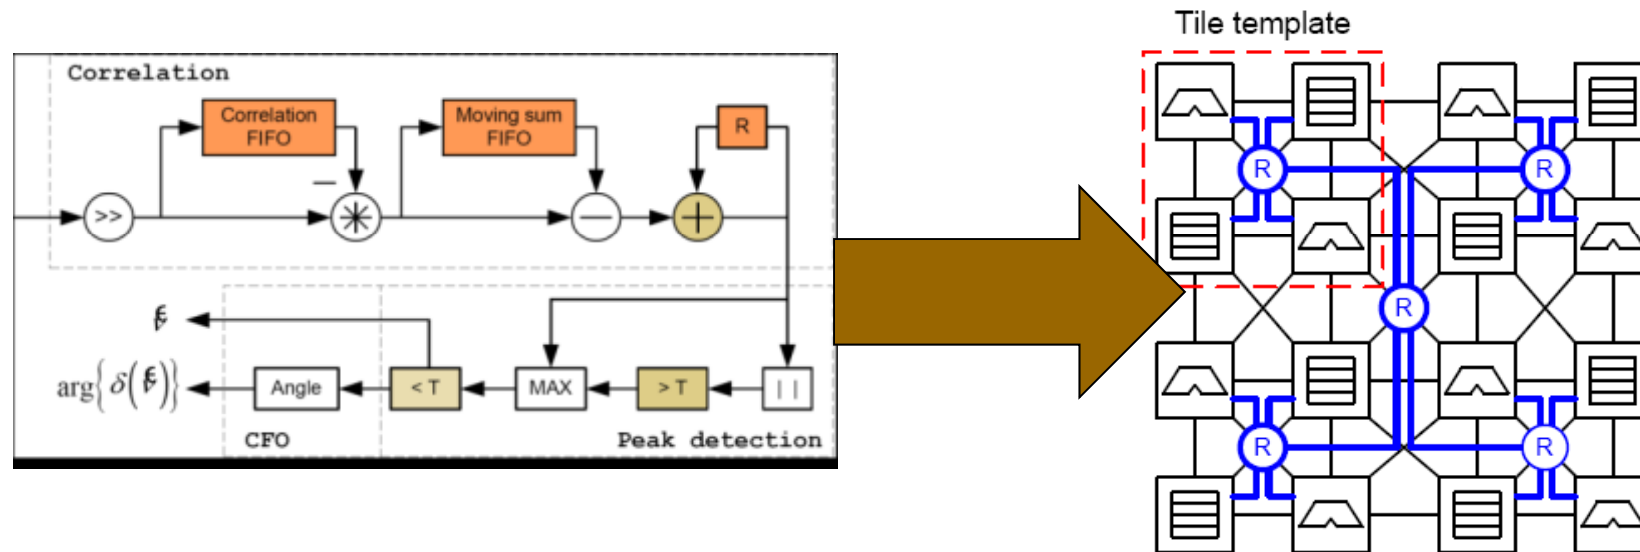 Tile template
Correlation
Correlation
FIFO
Moving sum
FIFO
R
>>
arg{δ( )}
Angle
< T
MAX
> T
| |
CFO
Peak detection
R
R
R
R
R